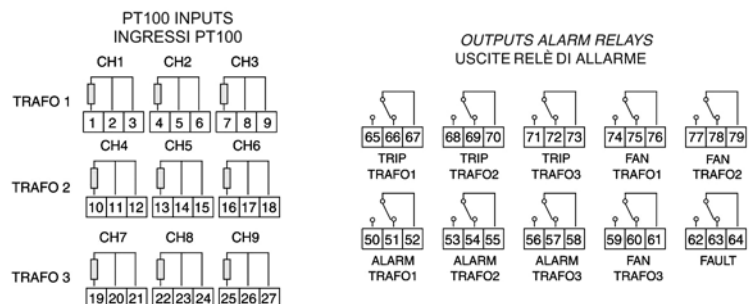 PT100 INPUTS
INGRESSI PT100
CH1 CH2 CH3
TRAFO 1
1 2 3 4 5 6 7 8 9
CH4 CH5 CH6
TRAFO 2
10 11 12 13 14 15 16 17 18
CH7 CH8 CH9
TRAFO 3
19 20 21 22 23 24 25 26 27
OUTPUTS ALARM RELAYS
USCITE RELÈ DI ALLARME
65 66 67 68 69 70 71 72 73 74 75 76 77 78 79
TRIP TRIP TRIP FAN FAN
TRAFO1 TRAFO2 TRAFO3 TRAFO1 TRAFO2
50 51 52 53 54 55 56 57 58 59 60 61 62 63 64
ALARM ALARM ALARM FAN FAULT
TRAFO1 TRAFO2 TRAFO3 TRAFO3